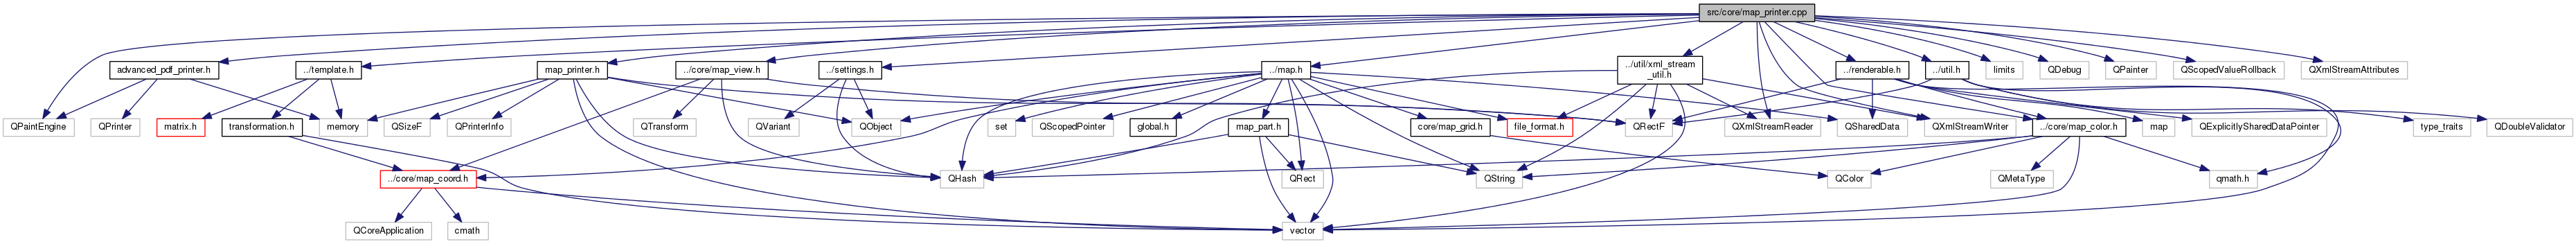 src/core/map_printer.cpp
advanced_pdf_printer.h
../template.h
map_printer.h
../core/map_view.h
../settings.h
../map.h
../util/xml_stream
_util.h
../renderable.h
../util.h
limits
QDebug
QPainter
QScopedValueRollback
QXmlStreamAttributes
QPaintEngine
QPrinter
matrix.h
transformation.h
memory
QSizeF
QPrinterInfo
QTransform
QVariant
QObject
set
QScopedPointer
global.h
map_part.h
core/map_grid.h
file_format.h
QRectF
QXmlStreamReader
QSharedData
QXmlStreamWriter
../core/map_color.h
map
QExplicitlySharedDataPointer
type_traits
QDoubleValidator
../core/map_coord.h
QHash
QRect
QString
QColor
QMetaType
qmath.h
QCoreApplication
cmath
vector